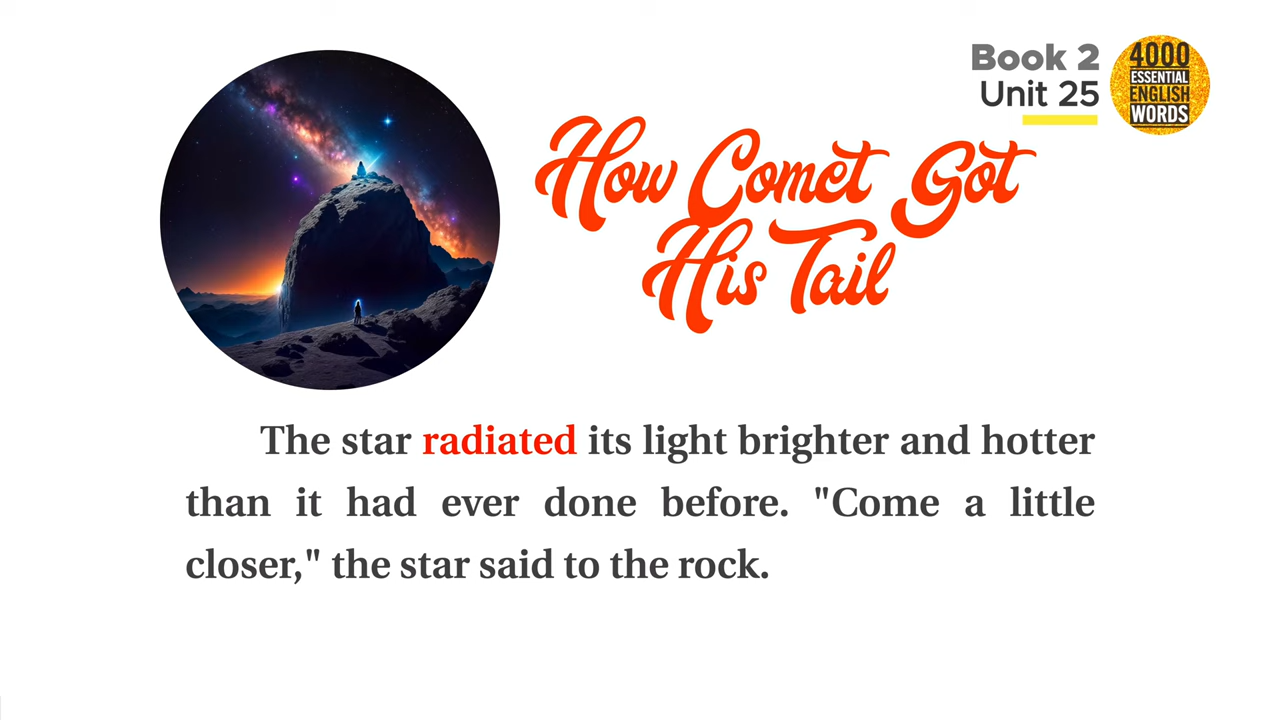 Book 2
Unit 25
4000
ESSENTIAL
ENGLISH
WORDS
How Comet Got
His Tail
The star radiated its light brighter and hotter
than it had ever done before. "Come a little
closer," the star said to the rock.